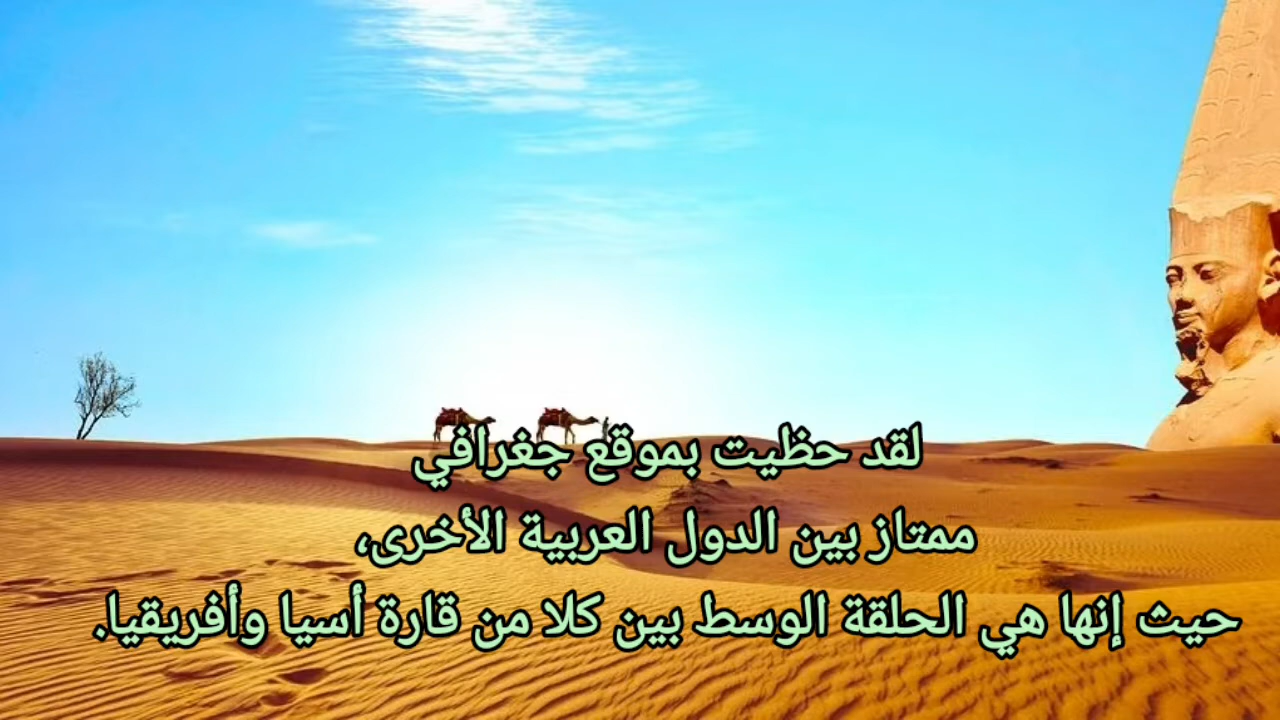 لقد حظيت بموقع جغرافي
ممتاز بين الدول العربية الأخرى،
حيث إنها هي الحلقة الوسط بين كلا من قارة أسيا وأفريقيا.